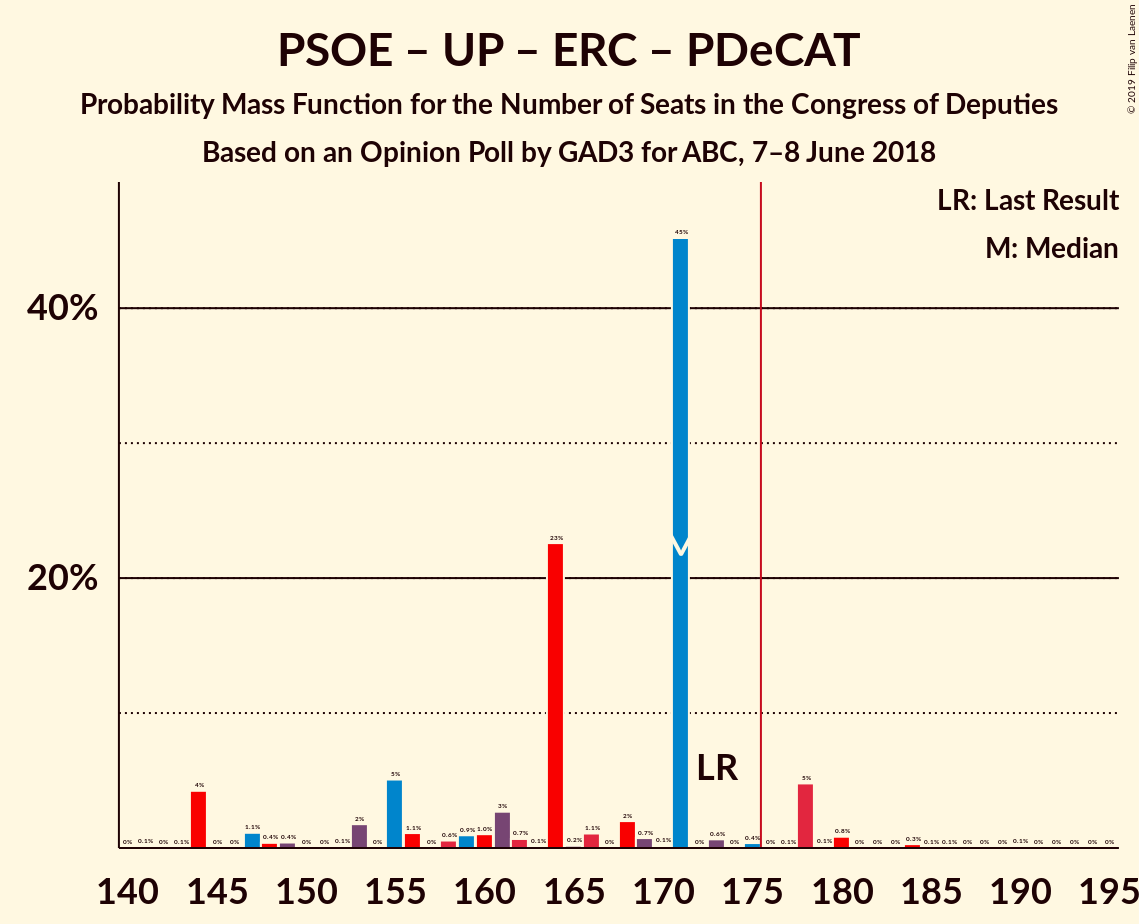 PSOE – UP – ERC – PDeCAT
Probability Mass Function for the Number of Seats in the Congress of Deputies
Based on an Opinion Poll by GAD3 for ABC, 7–8 June 2018
© 2019 Filip van Laenen
LR: Last Result
M: Median
40%
20%
LR
0% 0.1% 0% 0.1% 4% 0% 0% 1.1% 0.4% 0.4% 0% 0% 0.1% 2% 0% 5% 1.1% 0% 0.6% 0.9% 1.0% 3% 0.7% 0.1% 23% 0.2% 1.1% 0% 2% 0.7% 0.1% 45% 0% 0.6% 0% 0.4% 0% 0.1% 5% 0.1% 0.8% 0% 0% 0% 0.3% 0.1% 0.1% 0% 0% 0% 0.1% 0% 0% 0% 0% 0%
140 145 150 155 160 165 170 175 180 185 190 195